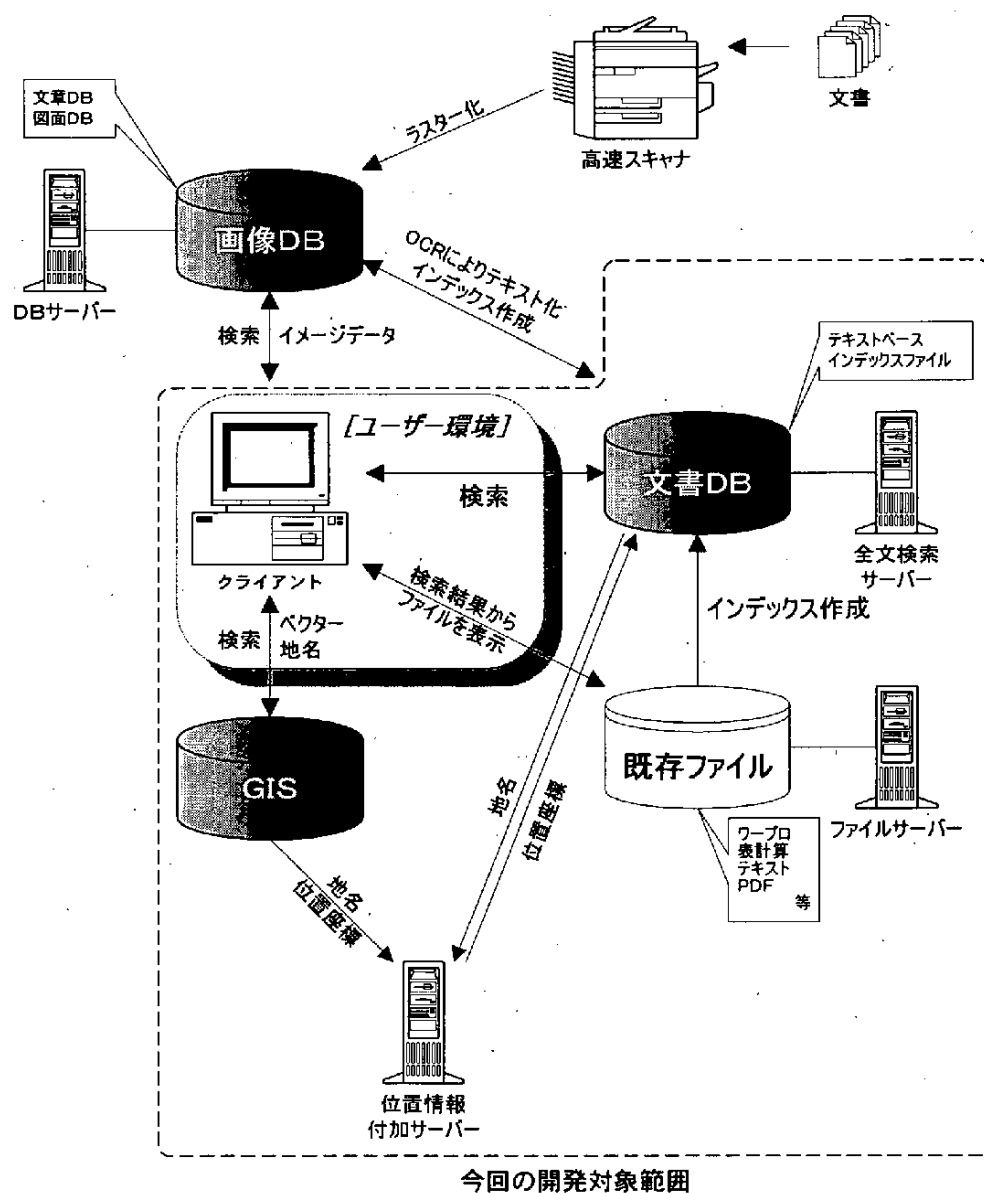 文書
高速スキャナ
ラスター化
文章DB
図面DB
画像DB
DBサーバー
OCRによりテキスト化
インデックス作成
検索 イメージデータ
テキストベース
インデックスファイル
[ユーザー環境]
検索
文書DB
全文検索
サーバー
クライアント
検索結果から
ファイルを表示
インデックス作成
検索 ベクター
地名
GIS
既存ファイル
ファイルサーバー
地名
位置座標
ワープロ
表計算
テキスト
PDF
等
地名
位置座標
位置情報
付加サーバー
今回の開発対象範囲